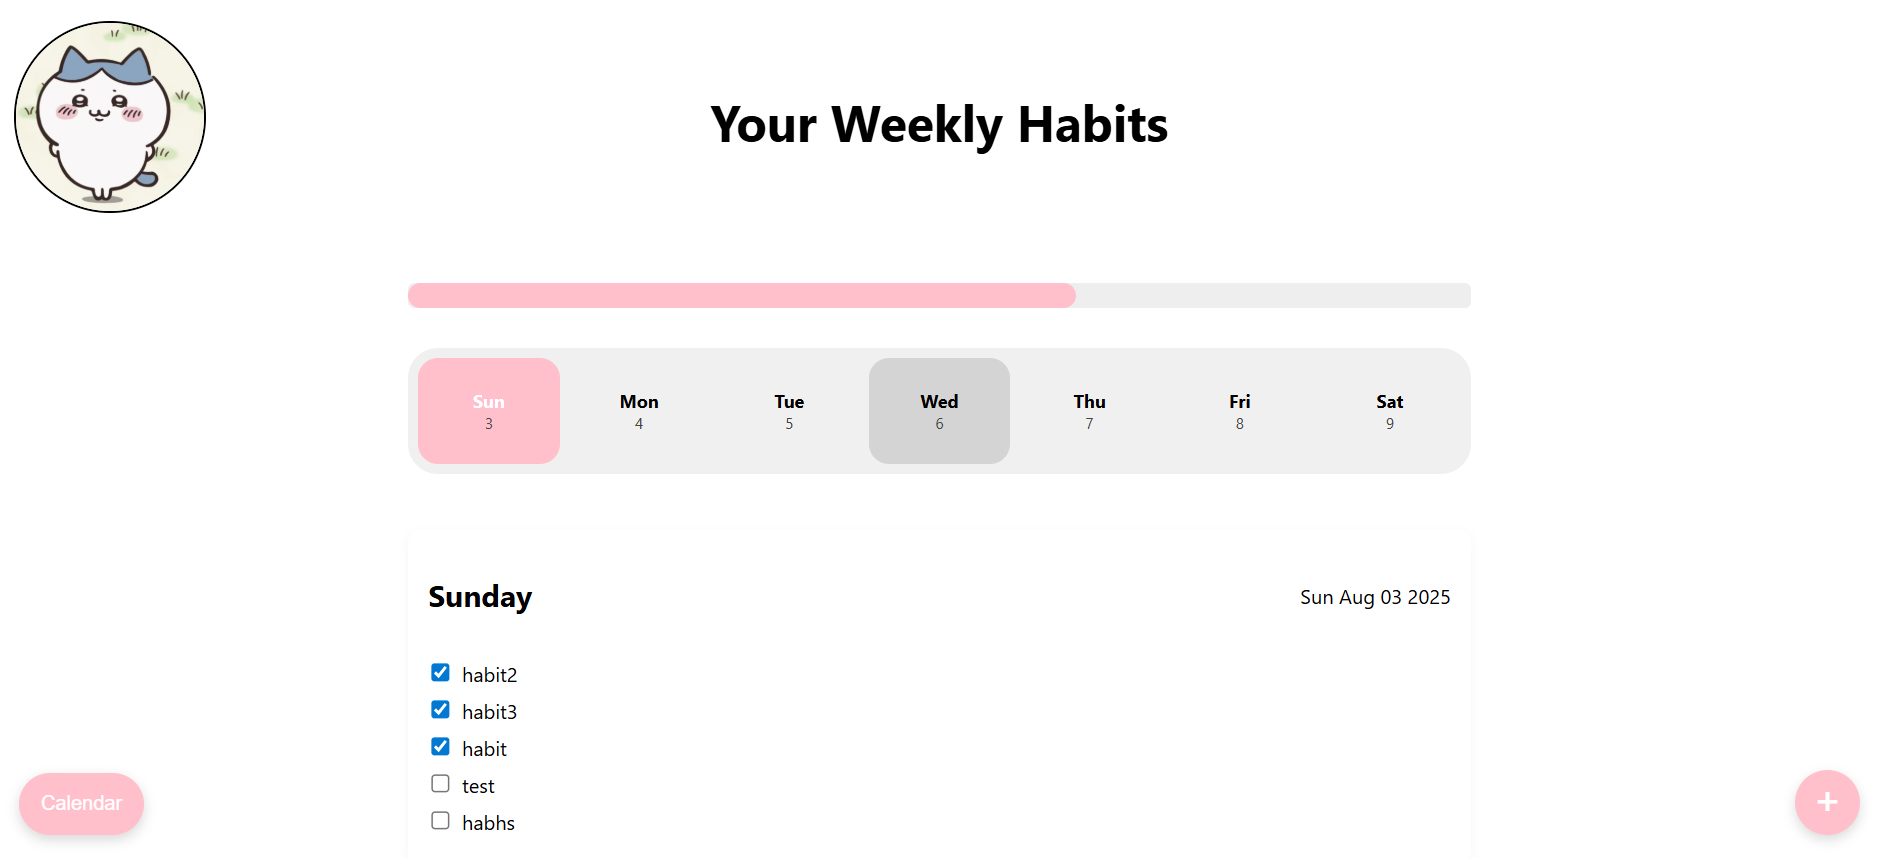 Your Weekly Habits
Sun Mon Tue Wed Thu Fri Sat
3 4 5 6 7 8 9
Sunday Sun Aug 03 2025
habit2
habit3
habit
test
habhs
Calendar +